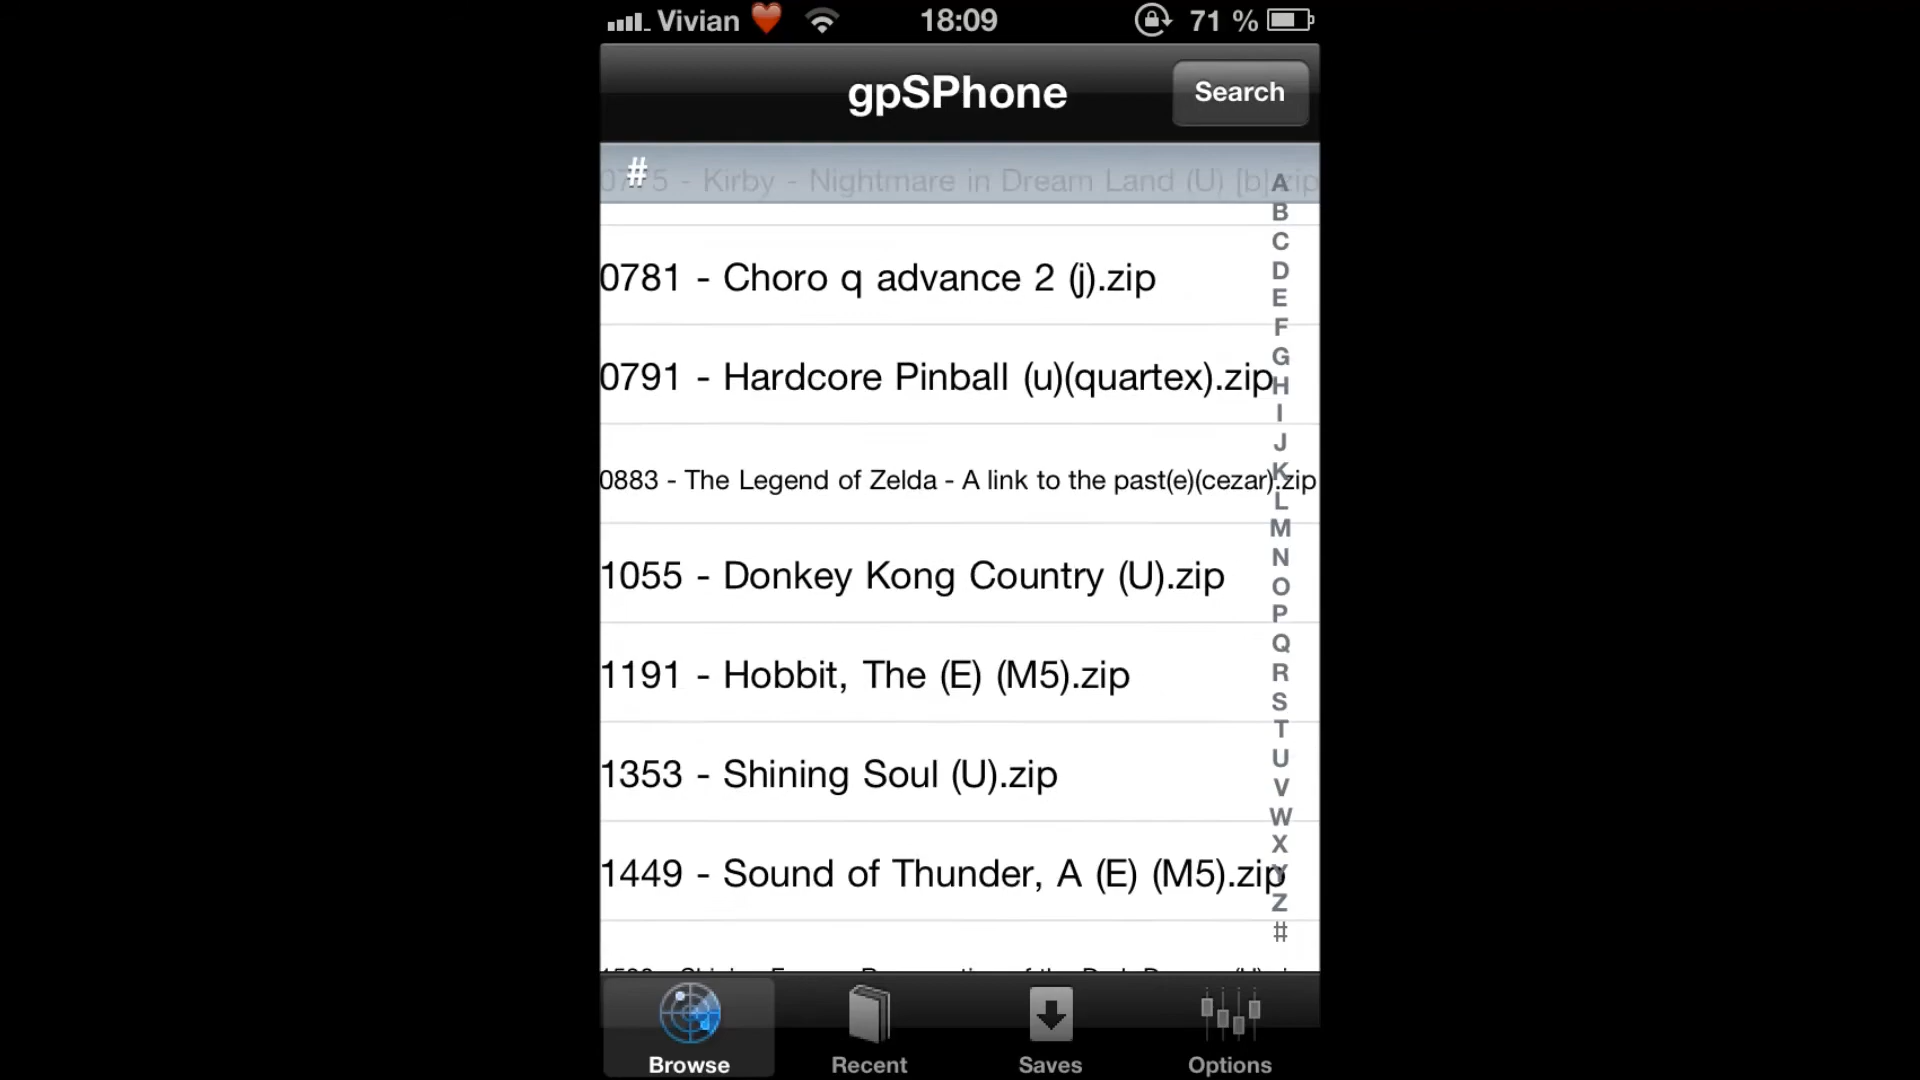 Vivian ❤️ 18:09 71 %
gpSPhone Search
#
0775 - Kirby - Nightmare in Dream Land (U) [b].zip
0781 - Choro q advance 2 (j).zip
0791 - Hardcore Pinball (u)(quartex).zip
0883 - The Legend of Zelda - A link to the past(e)(cezar).zip
1055 - Donkey Kong Country (U).zip
1191 - Hobbit, The (E) (M5).zip
1353 - Shining Soul (U).zip
1449 - Sound of Thunder, A (E) (M5).zip
A
B
C
D
E
F
G
H
I
J
K
L
M
N
O
P
Q
R
S
T
U
V
W
X
Y
Z
#
Browse Recent Saves Options